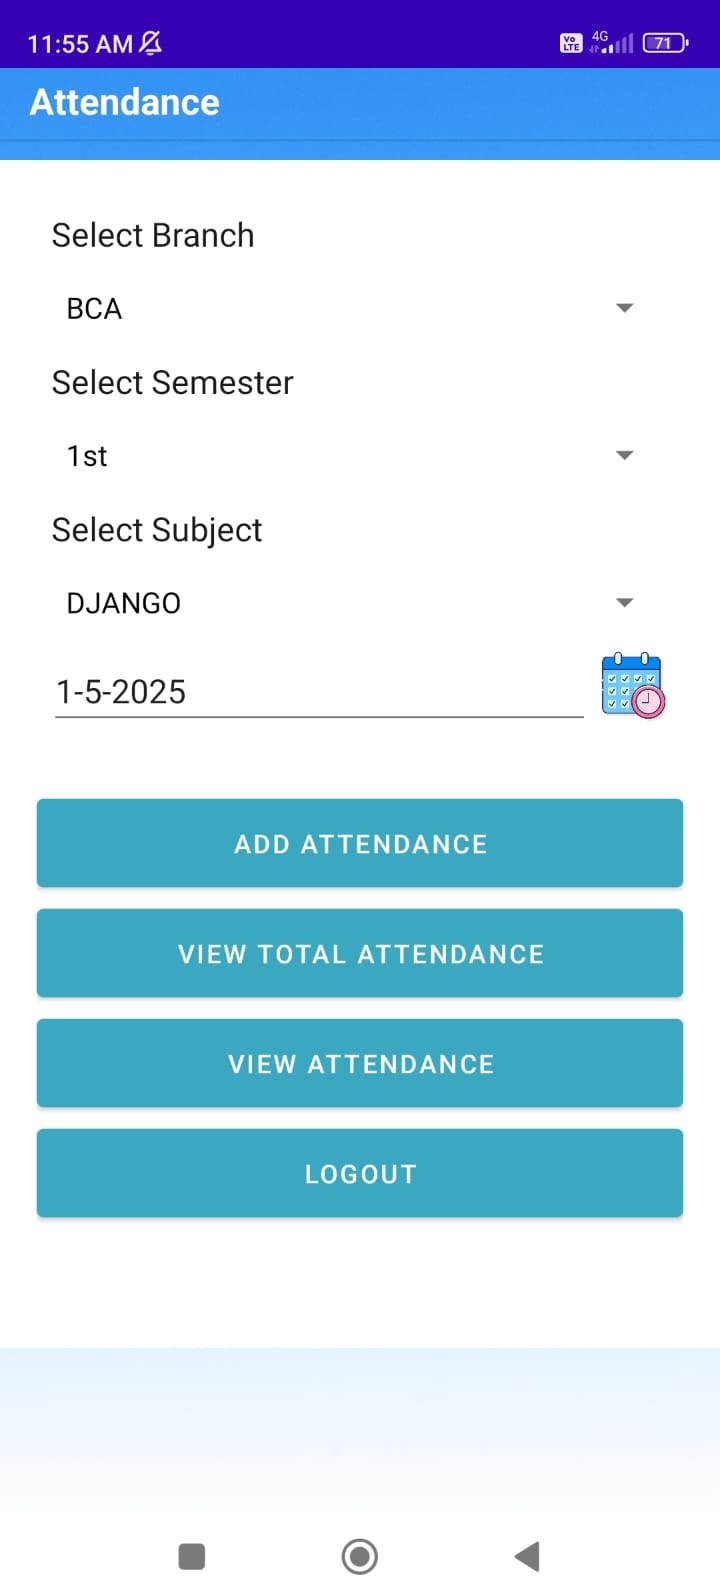 11:55 AM
Vo LTE 4G 71
Attendance
Select Branch
BCA
Select Semester
1st
Select Subject
DJANGO
1-5-2025
ADD ATTENDANCE
VIEW TOTAL ATTENDANCE
VIEW ATTENDANCE
LOGOUT